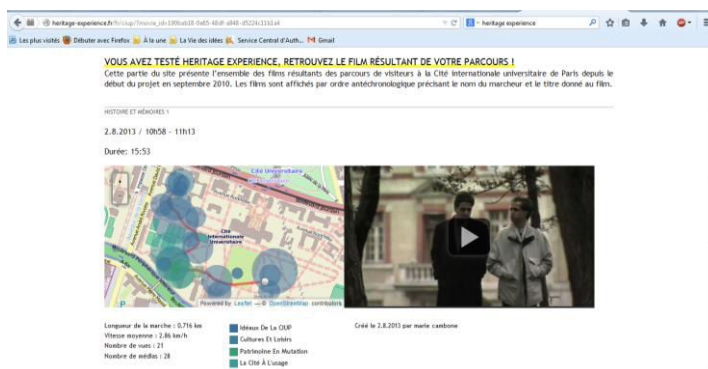 heritage-experience.fr/fr/ciup/?movie_id=
heritage experience
Les plus visités Débuter avec Firefox À la une La Vie des idées Service Central d'Auth... Gmail
VOUS AVEZ TESTÉ HERITAGE EXPERIENCE, RETROUVEZ LE FILM RÉSULTANT DE VOTRE PARCOURS !
Cette partie du site présente l'ensemble des films résultants des parcours de visiteurs à la Cité internationale universitaire de Paris depuis le
début du projet en septembre 2010. Les films sont affichés par ordre antéchronologique précisant le nom du marcheur et le titre donné au film.
HISTOIRE ET MÉMOIRES 1
2.8.2013 / 10h58 - 11h13
Durée: 15:53
Cité Universitaire
Cité
Internationale
Universitaire
P
Powered by Leaflet — © OpenStreetMap contributors
Longueur de la marche : 0,716 km
Vitesse moyenne : 2.86 km/h
Nombre de vues : 21
Nombre de médias : 28
Idéaux De La CIUP
Cultures Et Loisirs
Patrimoine En Mutation
La Cité À L'usage
Créé le 2.8.2013 par marie cambone